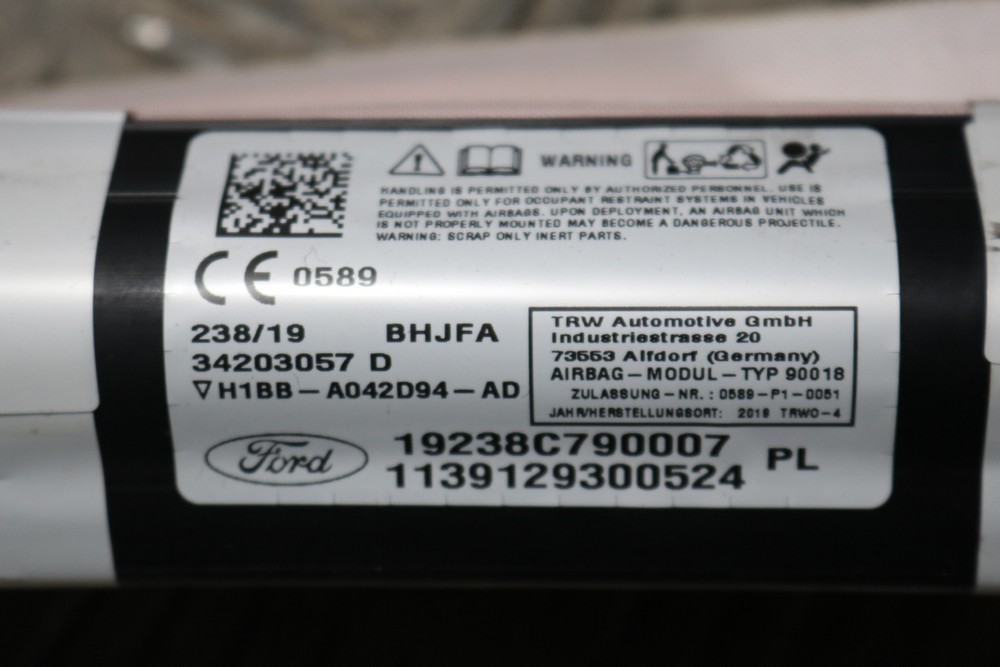 WARNING
HANDLING IS PERMITTED ONLY BY AUTHORIZED PERSONNEL. USE IS
PERMITTED ONLY FOR OCCUPANT RESTRAINT SYSTEMS IN VEHICLES
EQUIPPED WITH AIRBAGS. UPON DEPLOYMENT, AN AIRBAG UNIT WHICH
IS NOT PROPERLY MOUNTED MAY BECOME A DANGEROUS PROJECTILE.
WARNING: SCRAP ONLY INERT PARTS.
CE 0589
238/19 BHJFA
34203057 D
▽H1BB-A042D94-AD
TRW Automotive GmbH
Industriestrasse 20
73553 Alfdorf (Germany)
AIRBAG-MODUL-TYP 90018
ZULASSUNG-NR.: 0589-P1-0051
JAHR/HERSTELLUNGSORT: 2019 TRWO-4
Ford
19238C790007
1139129300524
PL